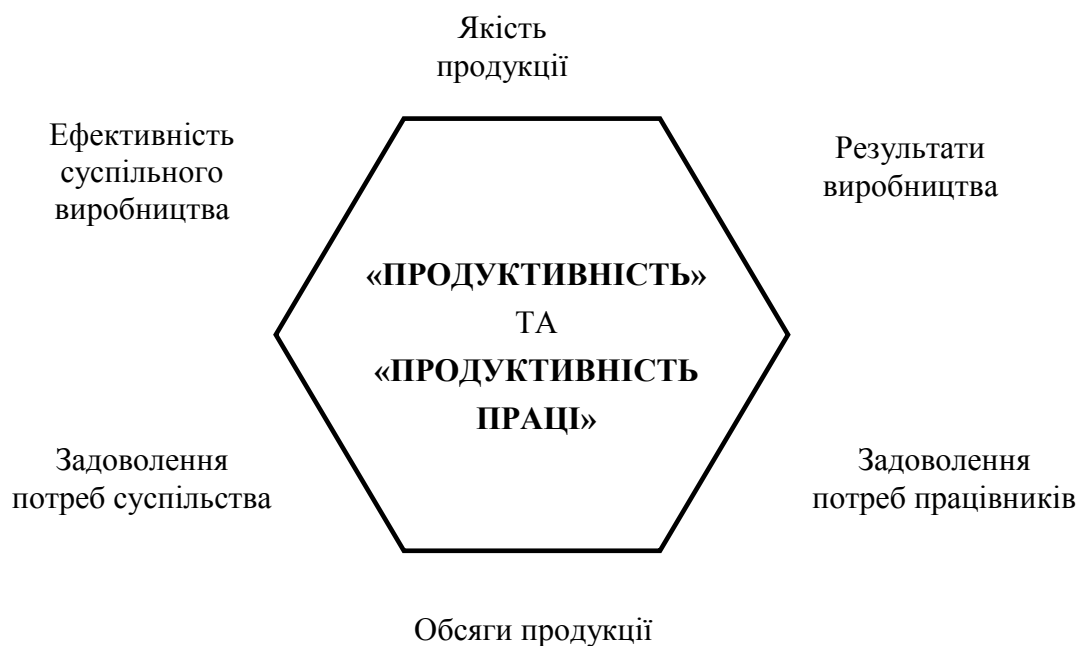 Якість
продукції
Ефективність
суспільного
виробництва
Результати
виробництва
«ПРОДУКТИВНІСТЬ»
ТА
«ПРОДУКТИВНІСТЬ
ПРАЦІ»
Задоволення
потреб суспільства
Задоволення
потреб працівників
Обсяги продукції